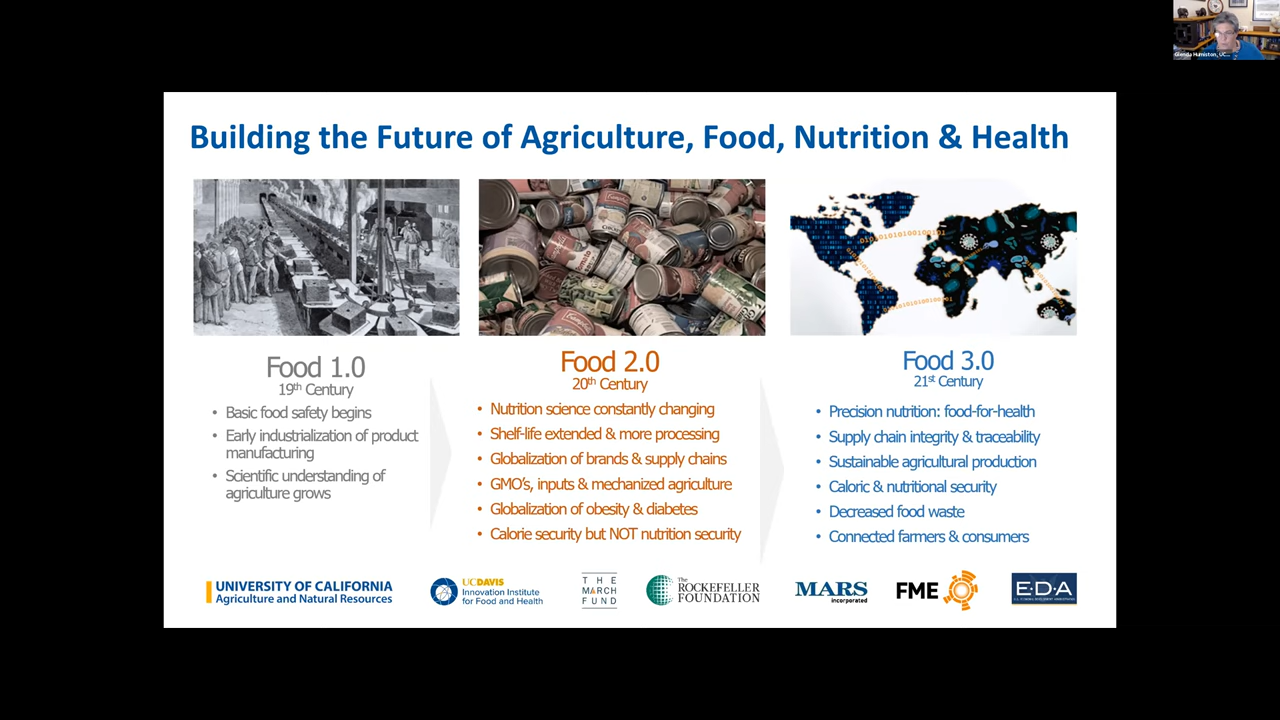 Glenda Humiston, UC...
Building the Future of Agriculture, Food, Nutrition & Health
Food 1.0
19th Century
• Basic food safety begins
• Early industrialization of product
manufacturing
• Scientific understanding of
agriculture grows
Food 2.0
20th Century
• Nutrition science constantly changing
• Shelf-life extended & more processing
• Globalization of brands & supply chains
• GMO's, inputs & mechanized agriculture
• Globalization of obesity & diabetes
• Calorie security but NOT nutrition security
Food 3.0
21st Century
• Precision nutrition: food-for-health
• Supply chain integrity & traceability
• Sustainable agricultural production
• Caloric & nutritional security
• Decreased food waste
• Connected farmers & consumers
UNIVERSITY OF CALIFORNIA
Agriculture and Natural Resources
UCDAVIS
Innovation Institute
for Food and Health
THE
MARCH
FUND
The
ROCKEFELLER
FOUNDATION
MARS
incorporated
FME
E·D·A